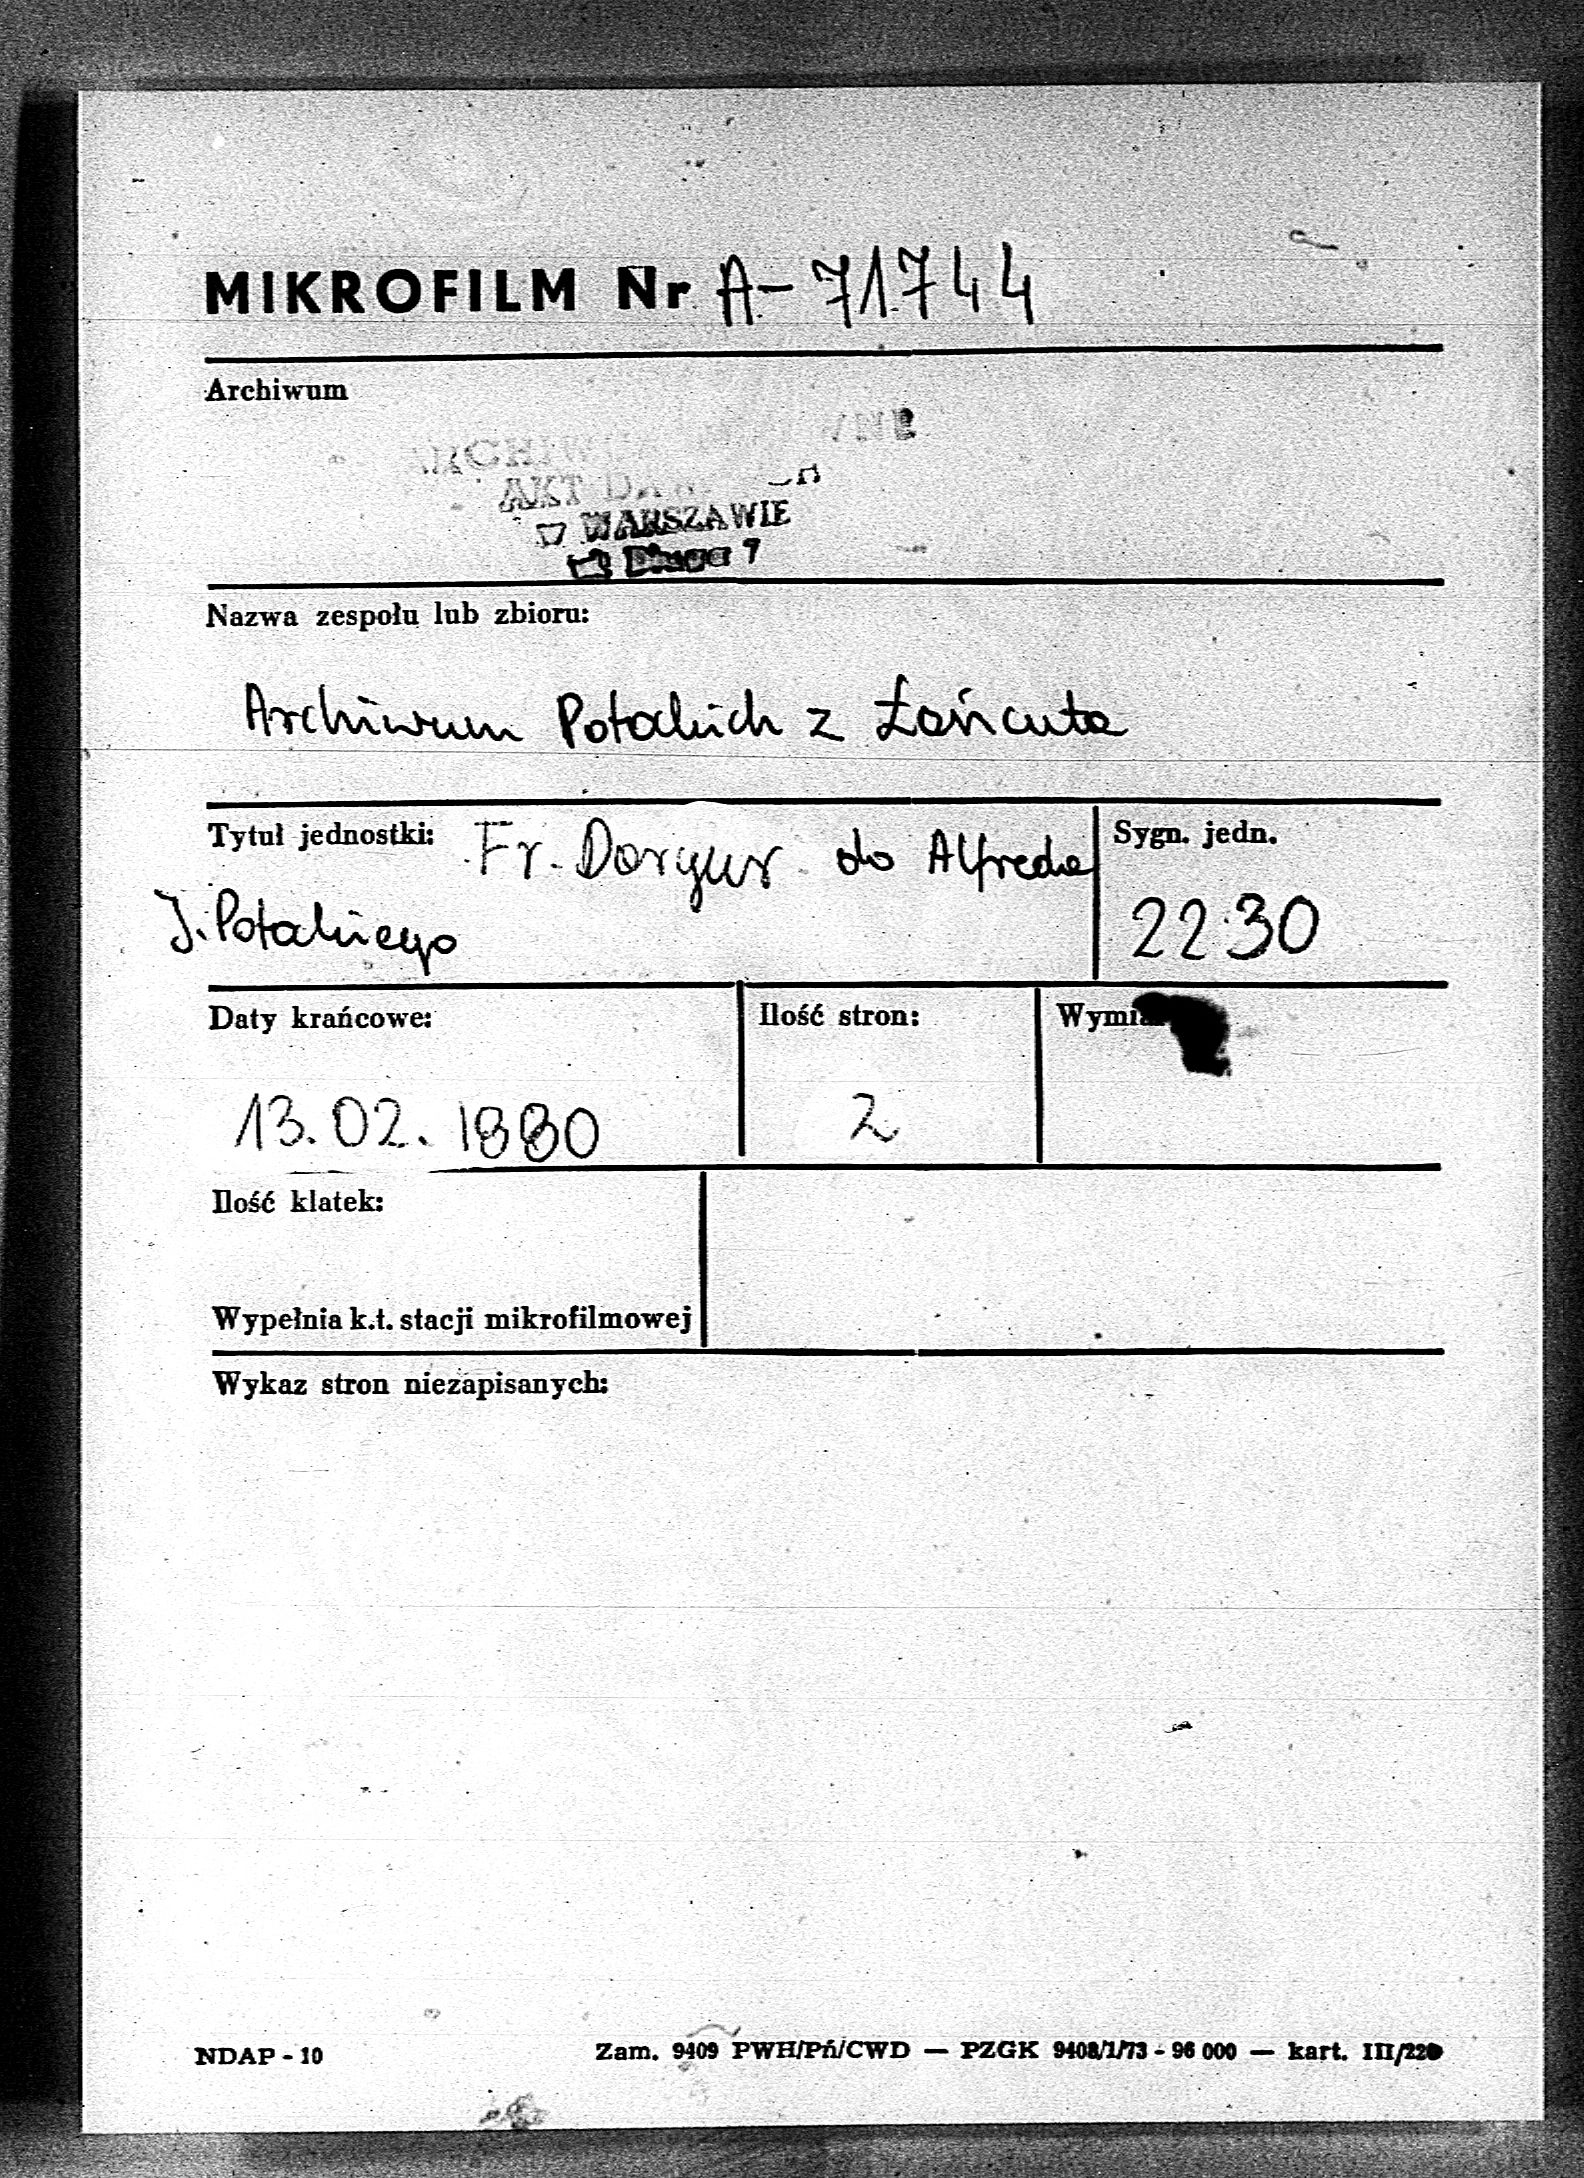 MIKROFILM Nr A-71744
Archiwum
AKT
W WARSZAWIE
7
Nazwa zespołu lub zbioru:
Archiwum Potockich z Łańcuta
Tytuł jednostki: Fr. Dorgus do Alfreda
J. Potockiego
Sygn. jedn.
2230
Daty krańcowe:
13.02.1880
Ilość stron:
2
Ilość klatek:
Wypełnia k.t. stacji mikrofilmowej
Wykaz stron niezapisanych:
NDAP - 10
Zam. 9409 PWH/Pń/CWD — PZGK 9408/1/73 - 96 000 — kart. III/220